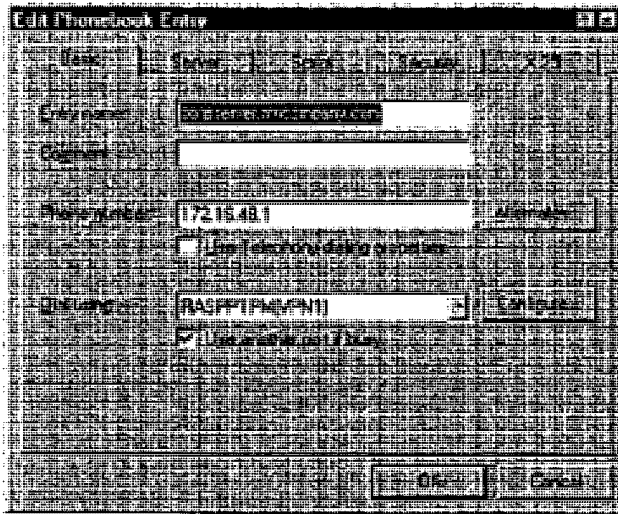 Edit Phonebook Entry
Basic Server Script Security X.25
Entry name:
Comment:
Phone number: 172.16.48.1 Alternates...
Use Telephony dialing properties
Dial using: RASPPTPM(VPN1) Configure...
Use another port if busy
OK Cancel